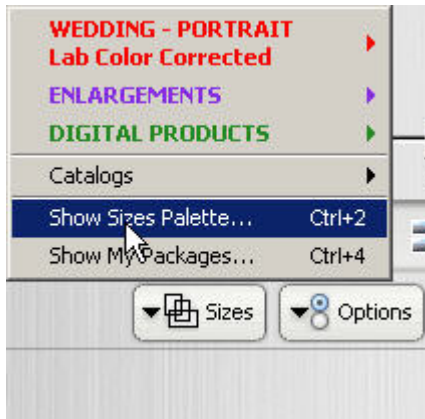 WEDDING - PORTRAIT
Lab Color Corrected
ENLARGEMENTS
DIGITAL PRODUCTS
Catalogs
Show Sizes Palette... Ctrl+2
Show My Packages... Ctrl+4
Sizes Options